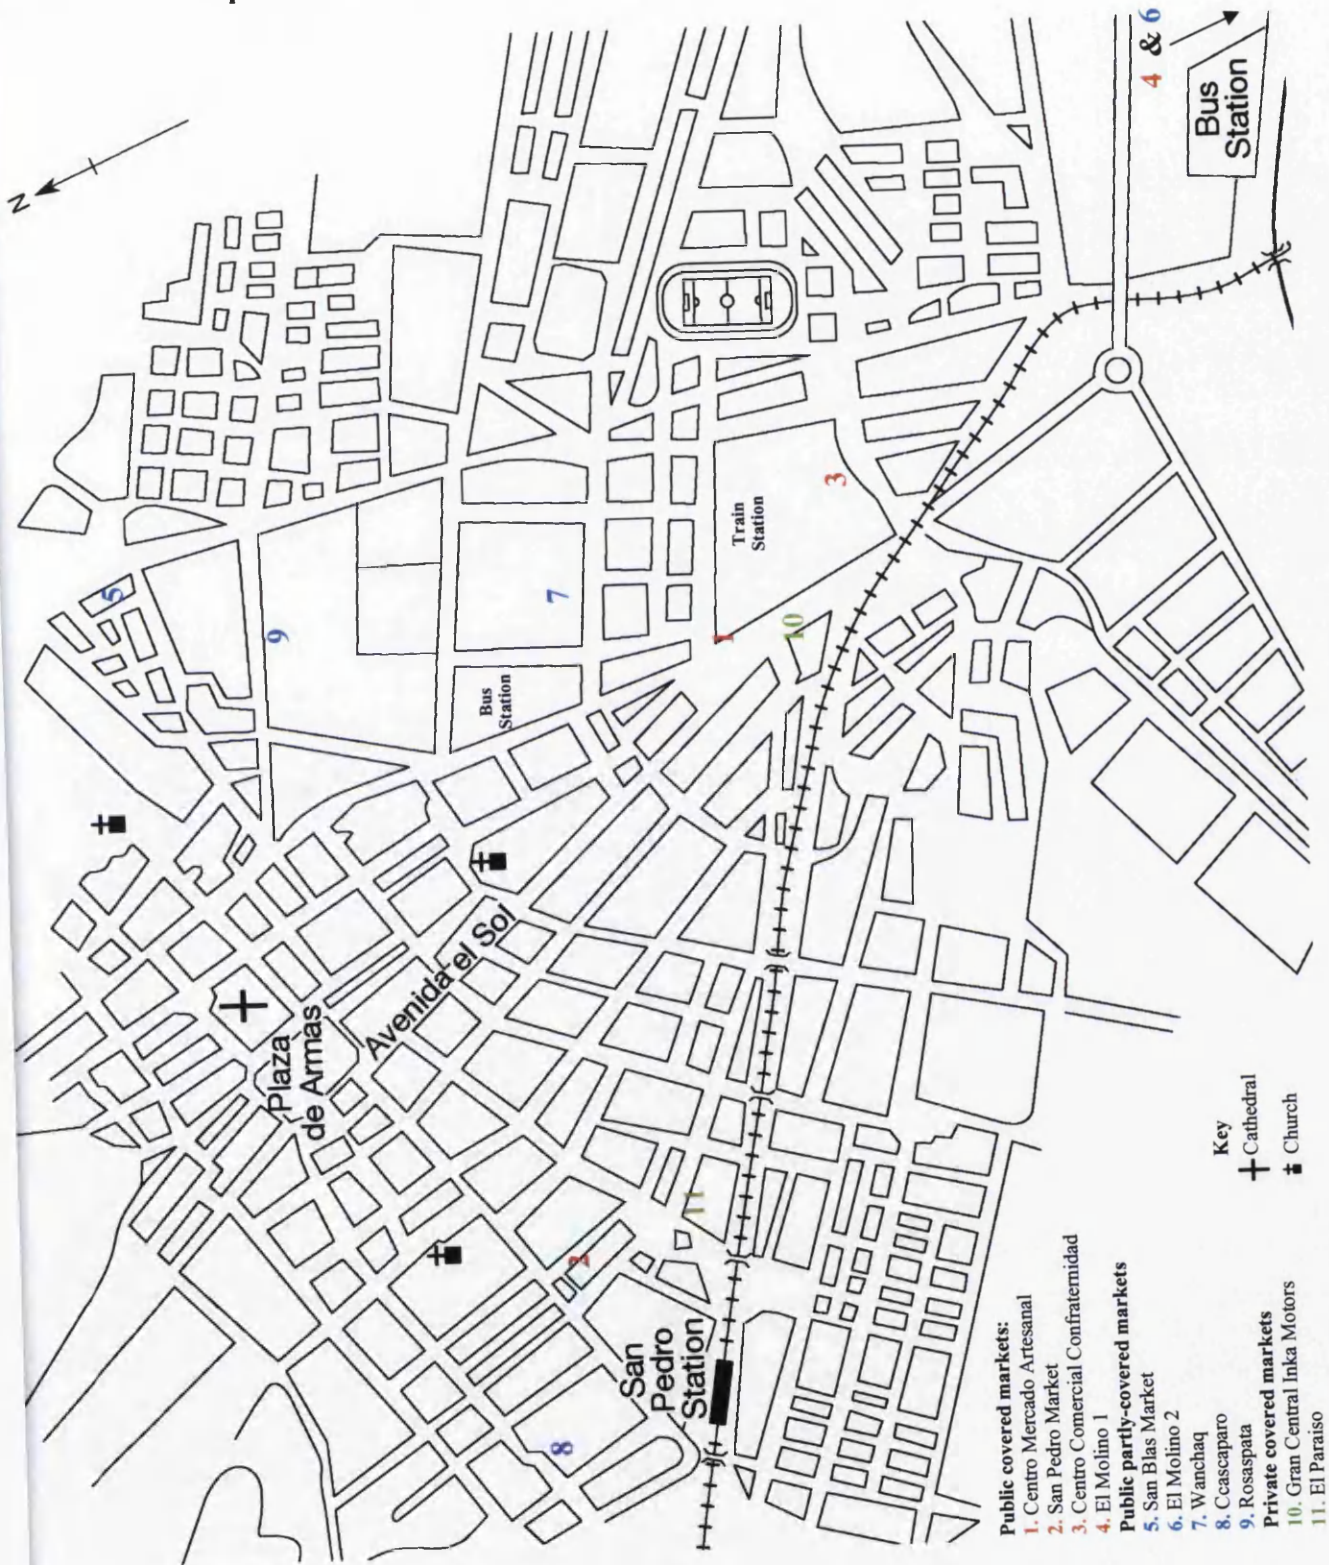 N
4 & 6
Bus
Station
5
9
7
Bus
Station
Train
Station
3
1
10
Avenida el Sol
Plaza
de Armas
2
11
San
Pedro
Station
8
Key
Cathedral
Church
Public covered markets:
1. Centro Mercado Artesanal
2. San Pedro Market
3. Centro Comercial Confraternidad
4. El Molino 1
Public partly-covered markets
5. San Blas Market
6. El Molino 2
7. Wanchaq
8. Ccascaparo
9. Rosaspata
Private covered markets
10. Gran Central Inka Motors
11. El Paraiso